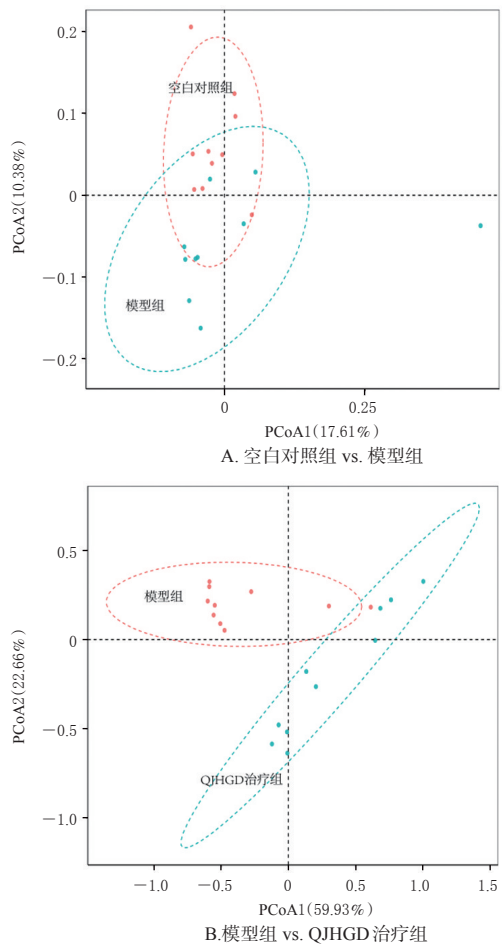 0.2
空白对照组
0.1
PCoA2(10.38%)
0
-0.1
模型组
-0.2
0
0.25
PCoA1(17.61%)
A. 空白对照组 vs. 模型组
0.5
模型组
PCoA2(22.66%)
0
-0.5
QJHGD治疗组
-1.0
-1.0
-0.5
0
0.5
1.0
1.5
PCoA1(59.93%)
B.模型组 vs. QJHGD治疗组